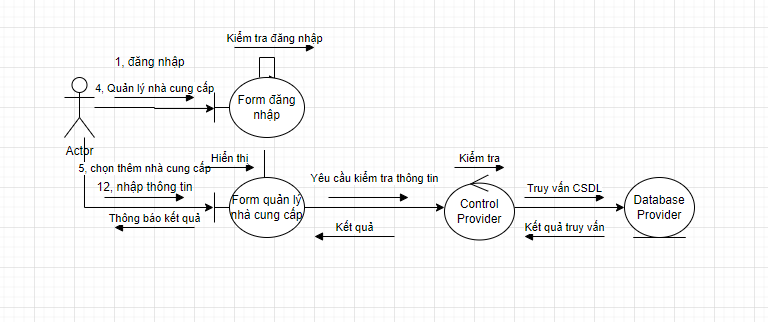 Kiểm tra đăng nhập
1, đăng nhập
4, Quản lý nhà cung cấp
Form đăng
nhập
Actor
5, chọn thêm nhà cung cấp
Hiển thị
12, nhập thông tin
Thông báo kết quả
Form quản lý
nhà cung cấp
Yêu cầu kiểm tra thông tin
Kết quả
Kiểm tra
Control
Provider
Truy vấn CSDL
Kết quả truy vấn
Database
Provider